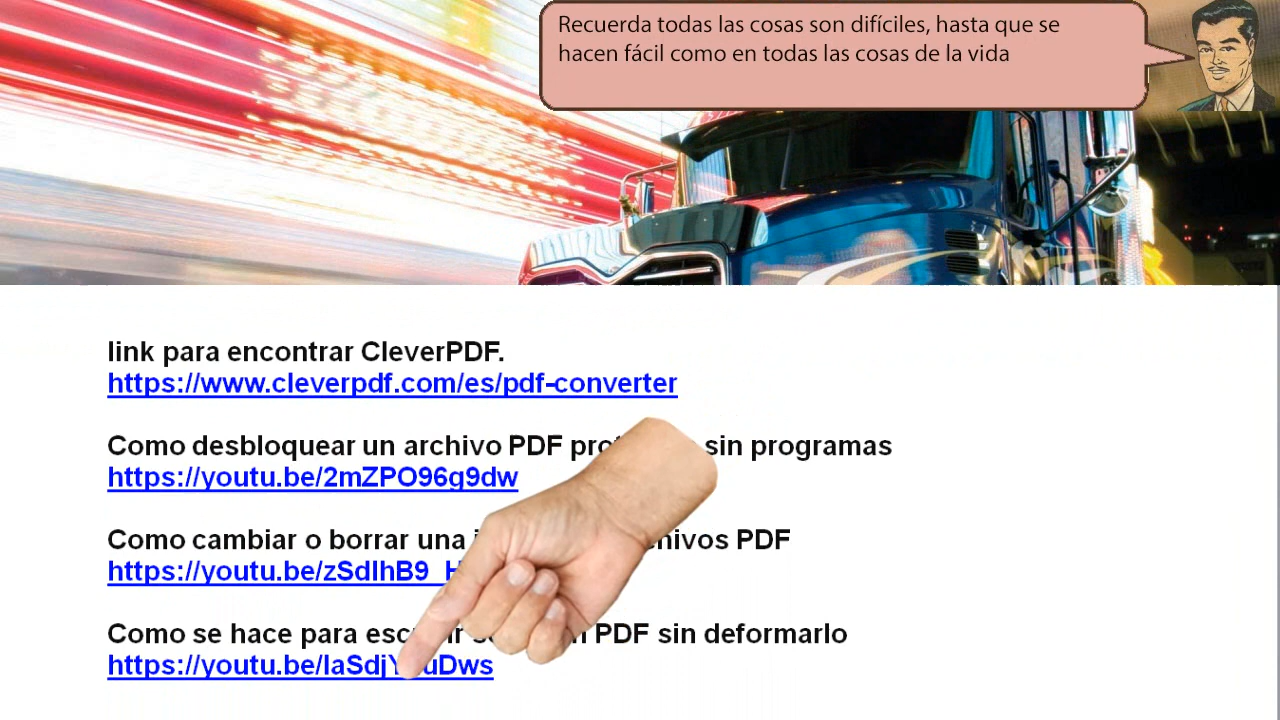 Recuerda todas las cosas son difíciles, hasta que se
hacen fácil como en todas las cosas de la vida
link para encontrar CleverPDF.
https://www.cleverpdf.com/es/pdf-converter
Como desbloquear un archivo PDF sin programas
https://youtu.be/2mZPO96g9dw
Como cambiar o borrar una PDF
Como se hace para PDF sin deformarlo